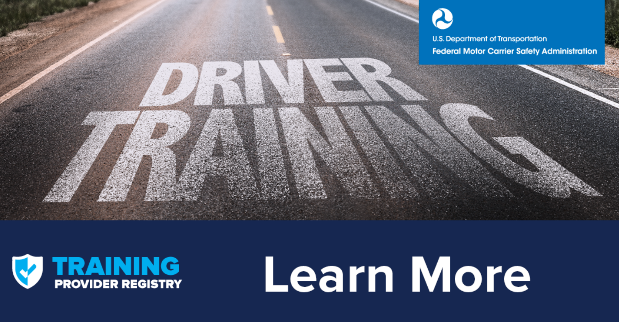 U.S. Department of Transportation
Federal Motor Carrier Safety Administration
DRIVER
TRAINING
TRAINING
PROVIDER REGISTRY
Learn More